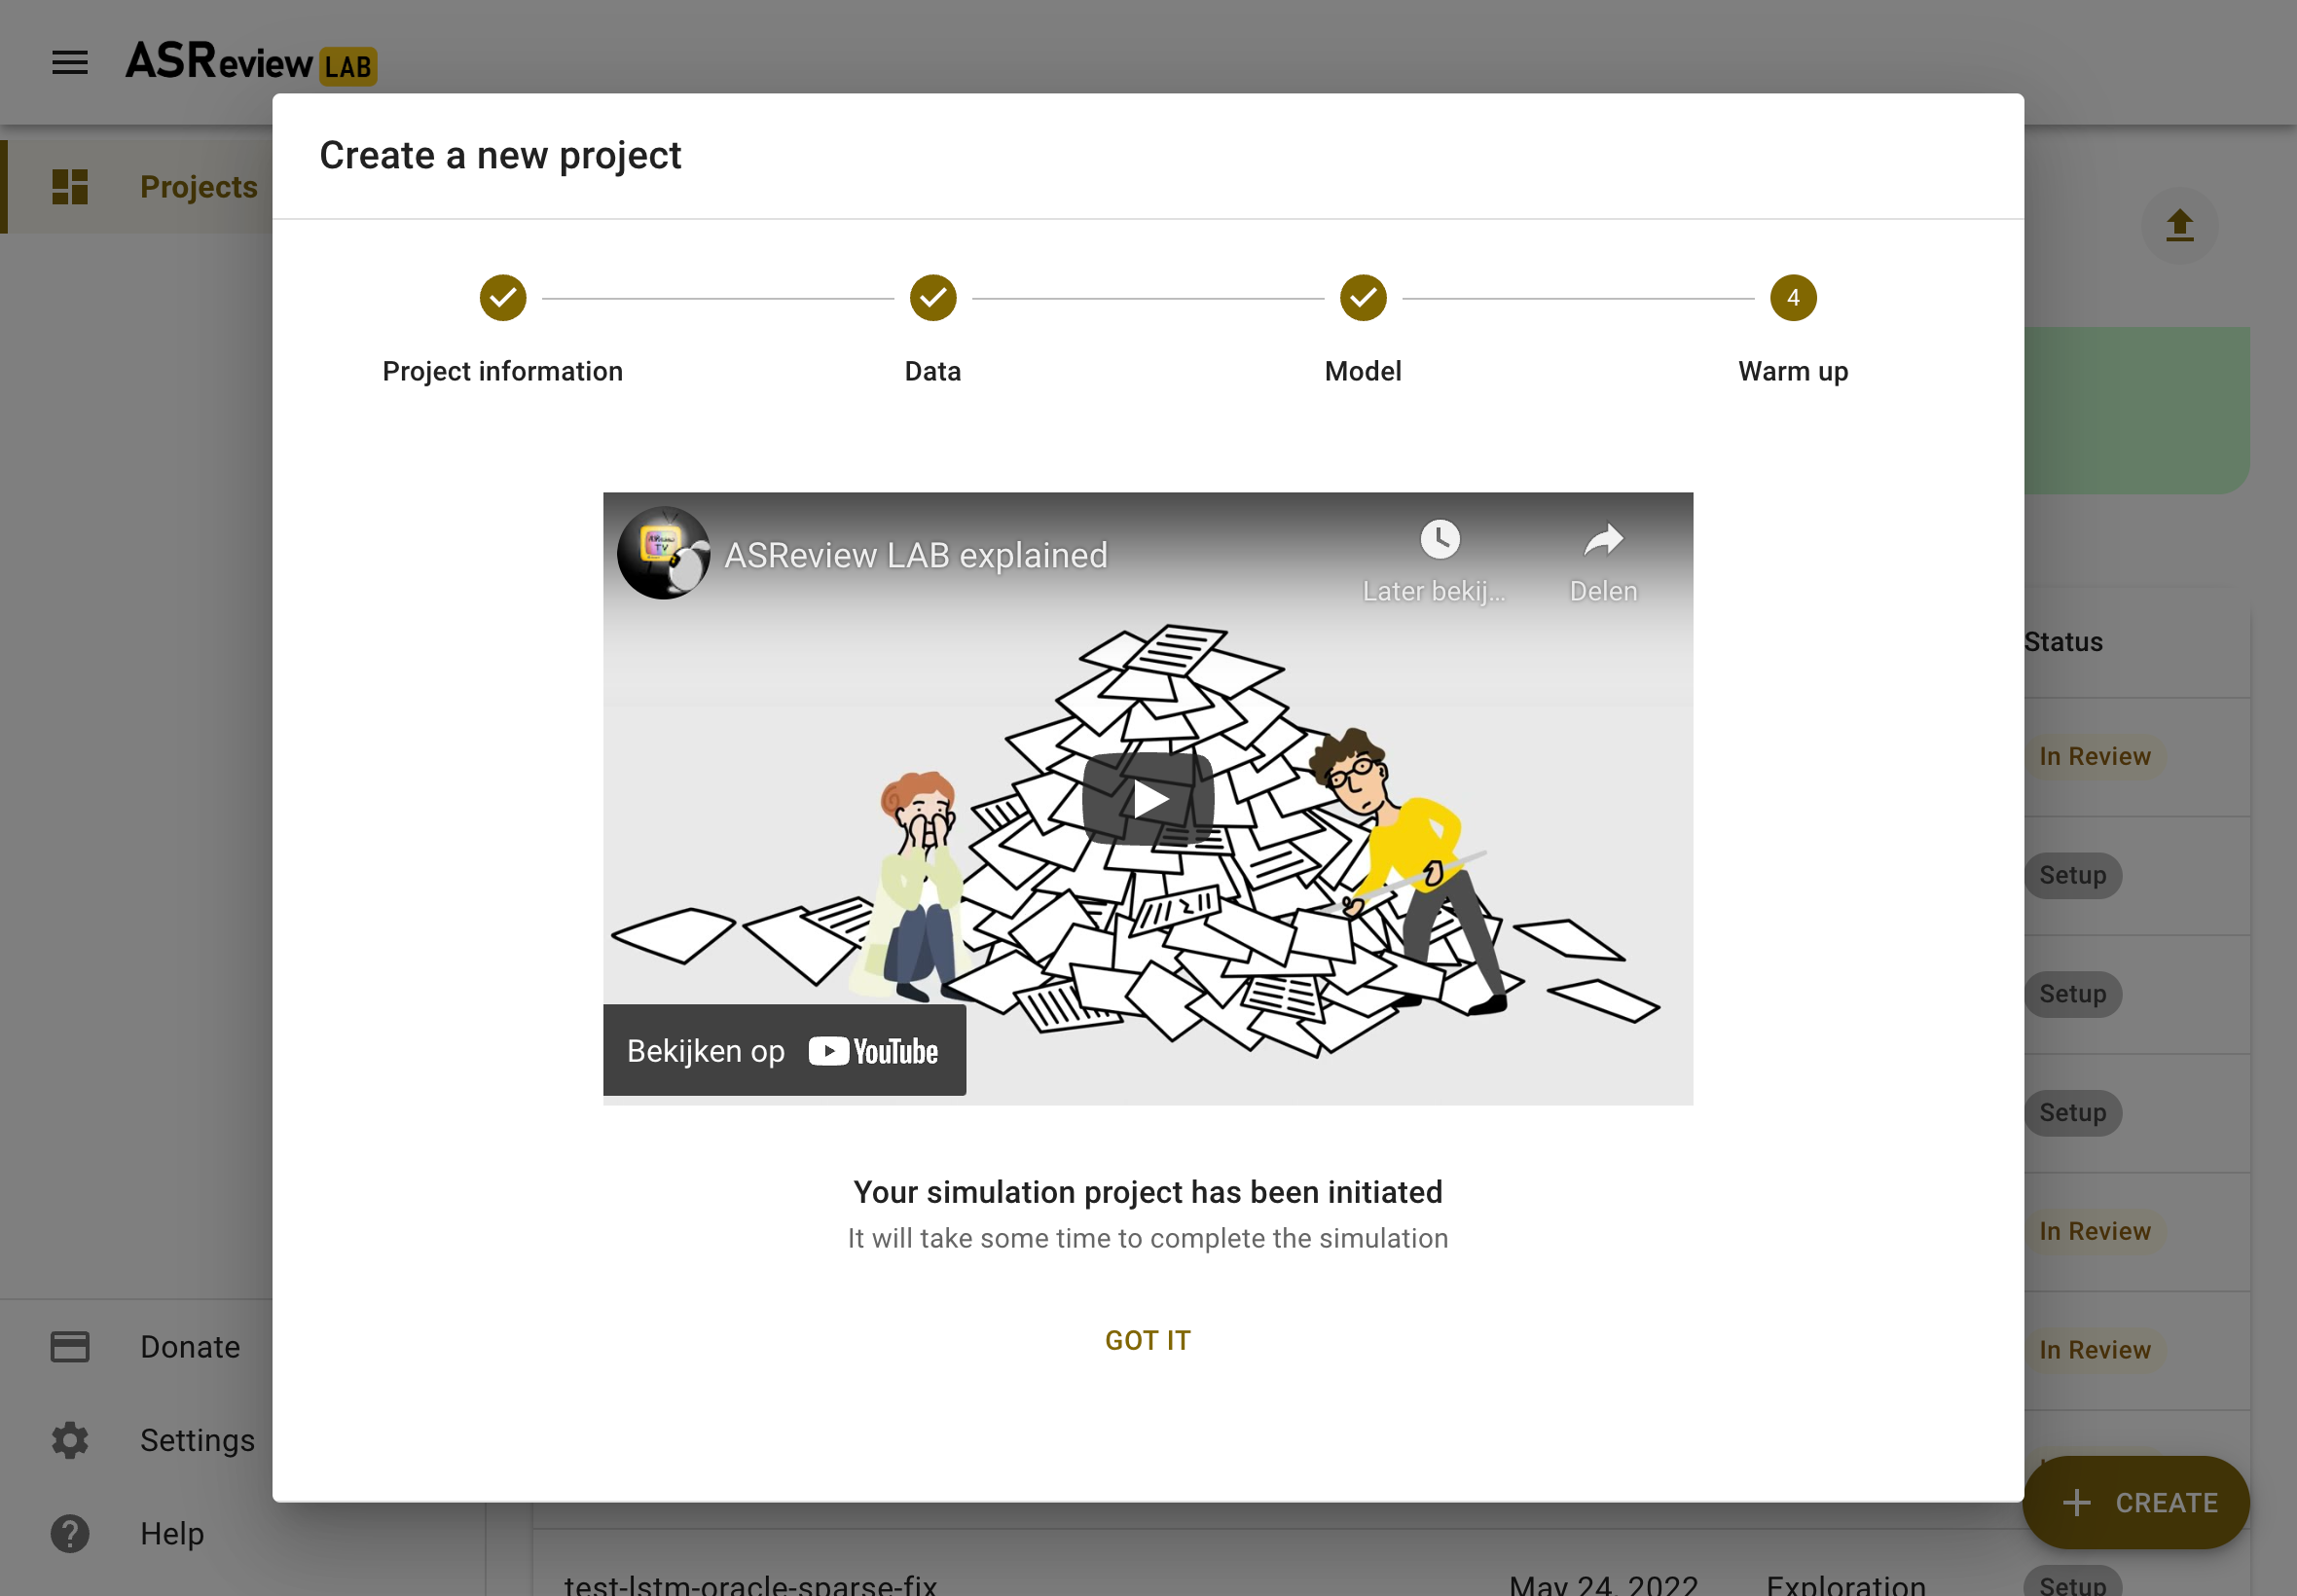 ASReview LAB
Projects
Create a new project
4
Project information
Data
Model
Warm up
ASReview LAB explained
Later bekij...
Delen
Bekijken op YouTube
Your simulation project has been initiated
It will take some time to complete the simulation
GOT IT
Status
In Review
Setup
Setup
Setup
In Review
In Review
Donate
Settings
Help
CREATE
test-lstm-oracle-sparse-fix
May 24, 2022
Exploration
Setup